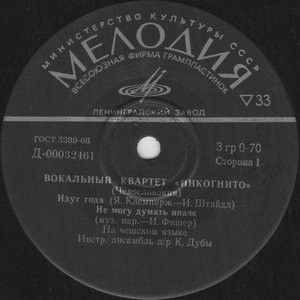 МИНИСТЕРСТВО КУЛЬТУРЫ СССР
МЕЛОДИЯ
ВСЕСОЮЗНАЯ ФИРМА ГРАМПЛАСТИНОК
▽33
ЛЕНИНГРАДСКИЙ ЗАВОД
ГОСТ 5289-68
3 гр 0-70
Д-00032461
Сторона 1
ВОКАЛЬНЫЙ КВАРТЕТ «ИНКОГНИТО»
(Чехословакия)
Идут года (Я. Клемпирж—И. Штайдл)
Не могу думать иначе
(муз. нар.—И. Фишер)
На чешском языке
Инстр. ансамбль п/р К. Дубы